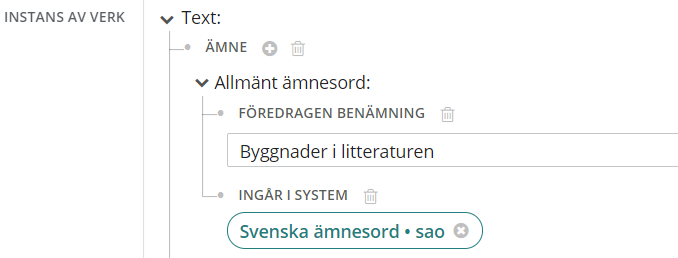 INSTANS AV VERK
Text:
ÄMNE
Allmänt ämnesord:
FÖREDRAGEN BENÄMNING
Byggnader i litteraturen
INGÅR I SYSTEM
Svenska ämnesord • sao